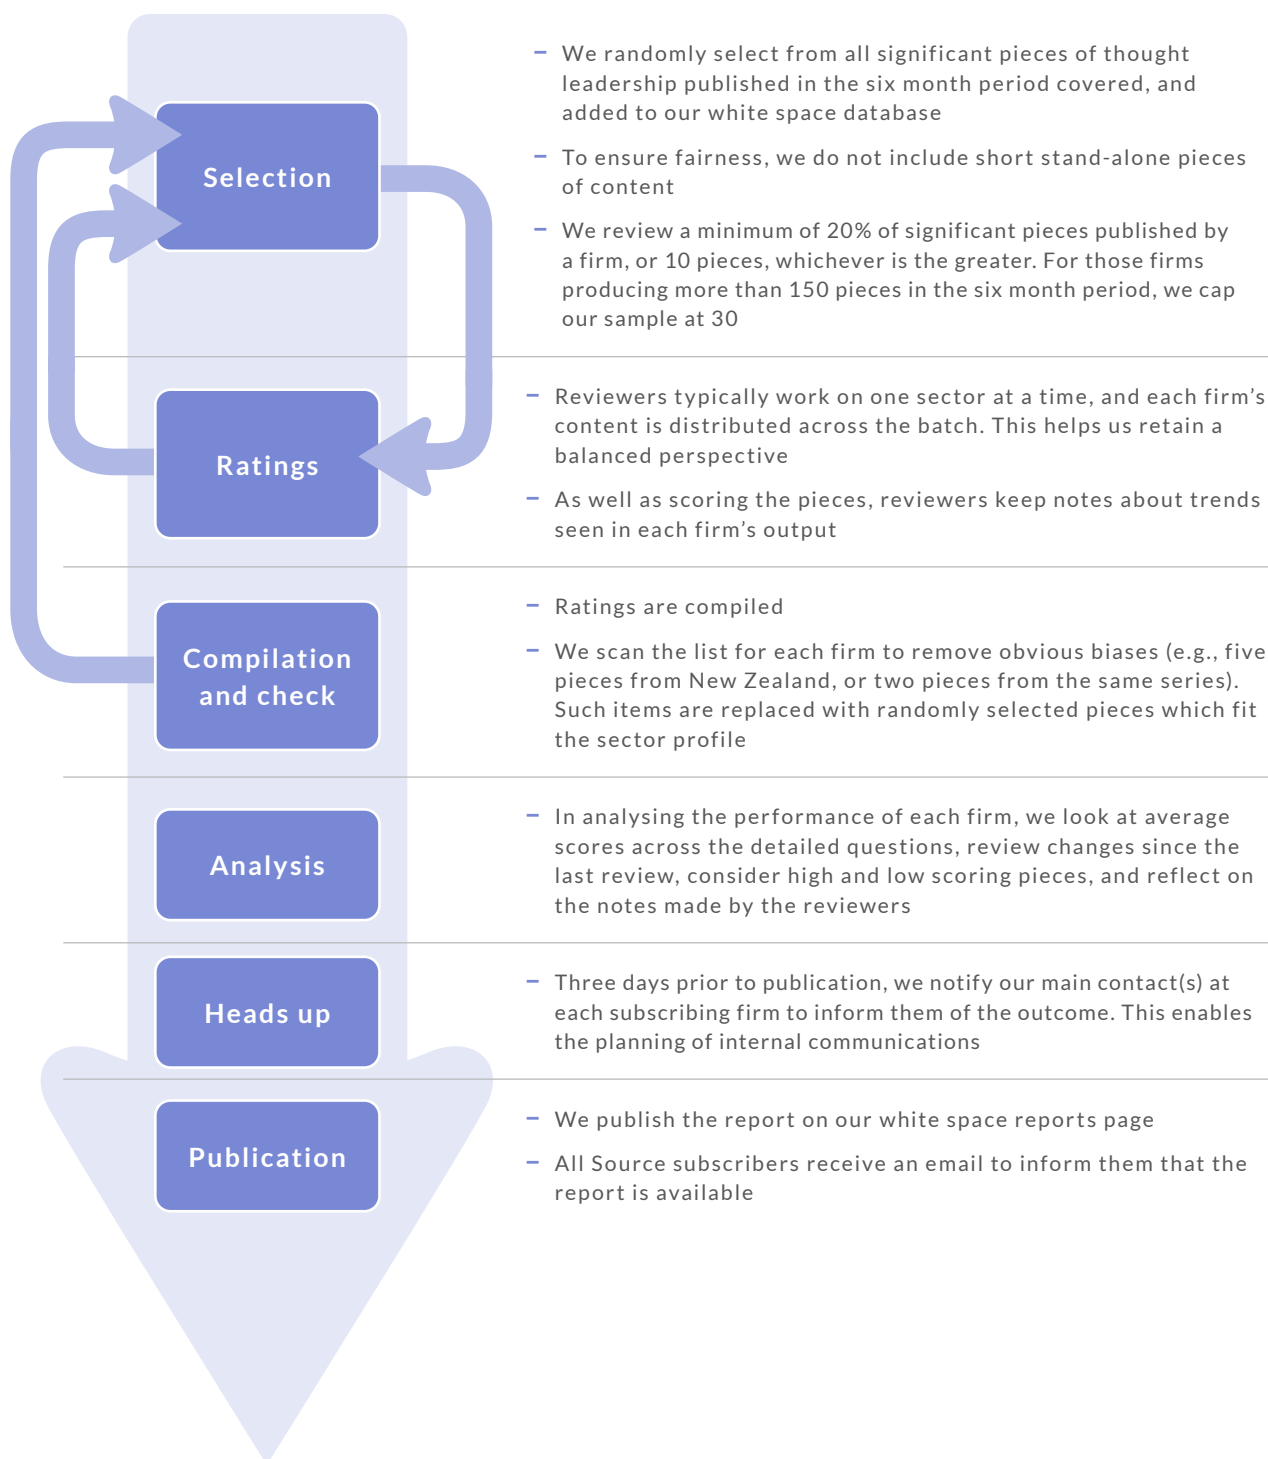 Selection
– We randomly select from all significant pieces of thought
leadership published in the six month period covered, and
added to our white space database
– To ensure fairness, we do not include short stand-alone pieces
of content
– We review a minimum of 20% of significant pieces published by
a firm, or 10 pieces, whichever is the greater. For those firms
producing more than 150 pieces in the six month period, we cap
our sample at 30
Ratings
– Reviewers typically work on one sector at a time, and each firm’s
content is distributed across the batch. This helps us retain a
balanced perspective
– As well as scoring the pieces, reviewers keep notes about trends
seen in each firm’s output
Compilation
and check
– Ratings are compiled
– We scan the list for each firm to remove obvious biases (e.g., five
pieces from New Zealand, or two pieces from the same series).
Such items are replaced with randomly selected pieces which fit
the sector profile
Analysis
– In analysing the performance of each firm, we look at average
scores across the detailed questions, review changes since the
last review, consider high and low scoring pieces, and reflect on
the notes made by the reviewers
Heads up
– Three days prior to publication, we notify our main contact(s) at
each subscribing firm to inform them of the outcome. This enables
the planning of internal communications
Publication
– We publish the report on our white space reports page
– All Source subscribers receive an email to inform them that the
report is available